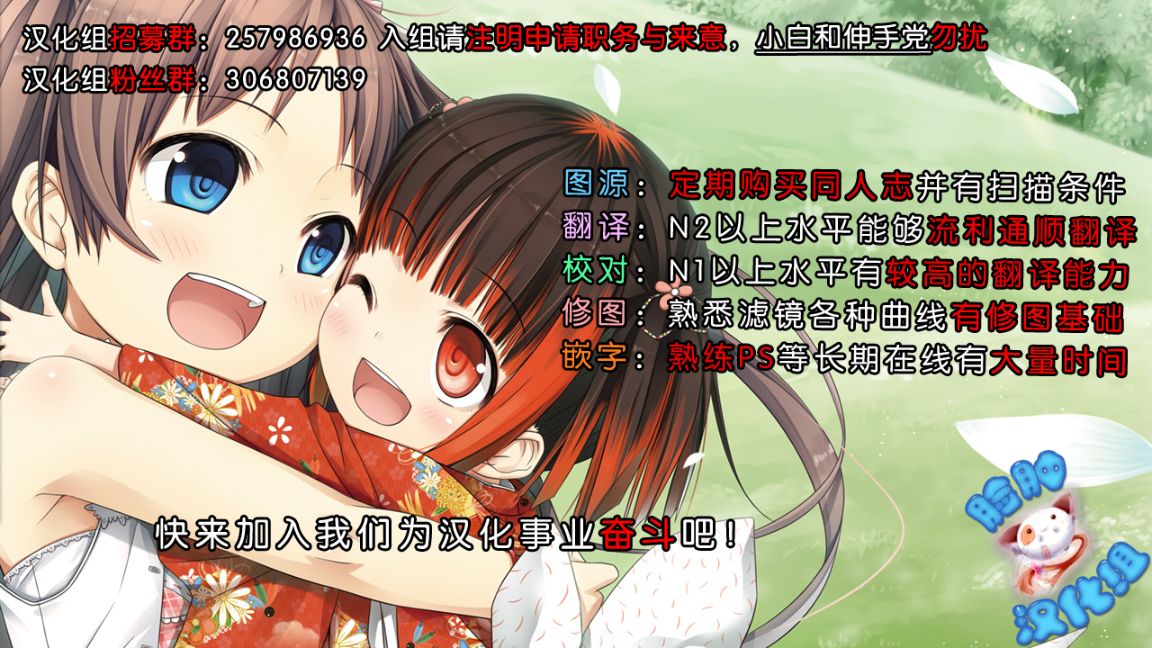 汉化组招募群：257986936 入组请注明申请职务与来意，小白和伸手党勿扰
汉化组粉丝群：306807139
图源：定期购买同人志并有扫描条件
翻译：N2以上水平能够流利通顺翻译
校对：N1以上水平有较高的翻译能力
修图：熟悉滤镜各种曲线有修图基础
嵌字：熟练PS等长期在线有大量时间
快来加入我们为汉化事业奋斗吧！
脸肿
汉化组